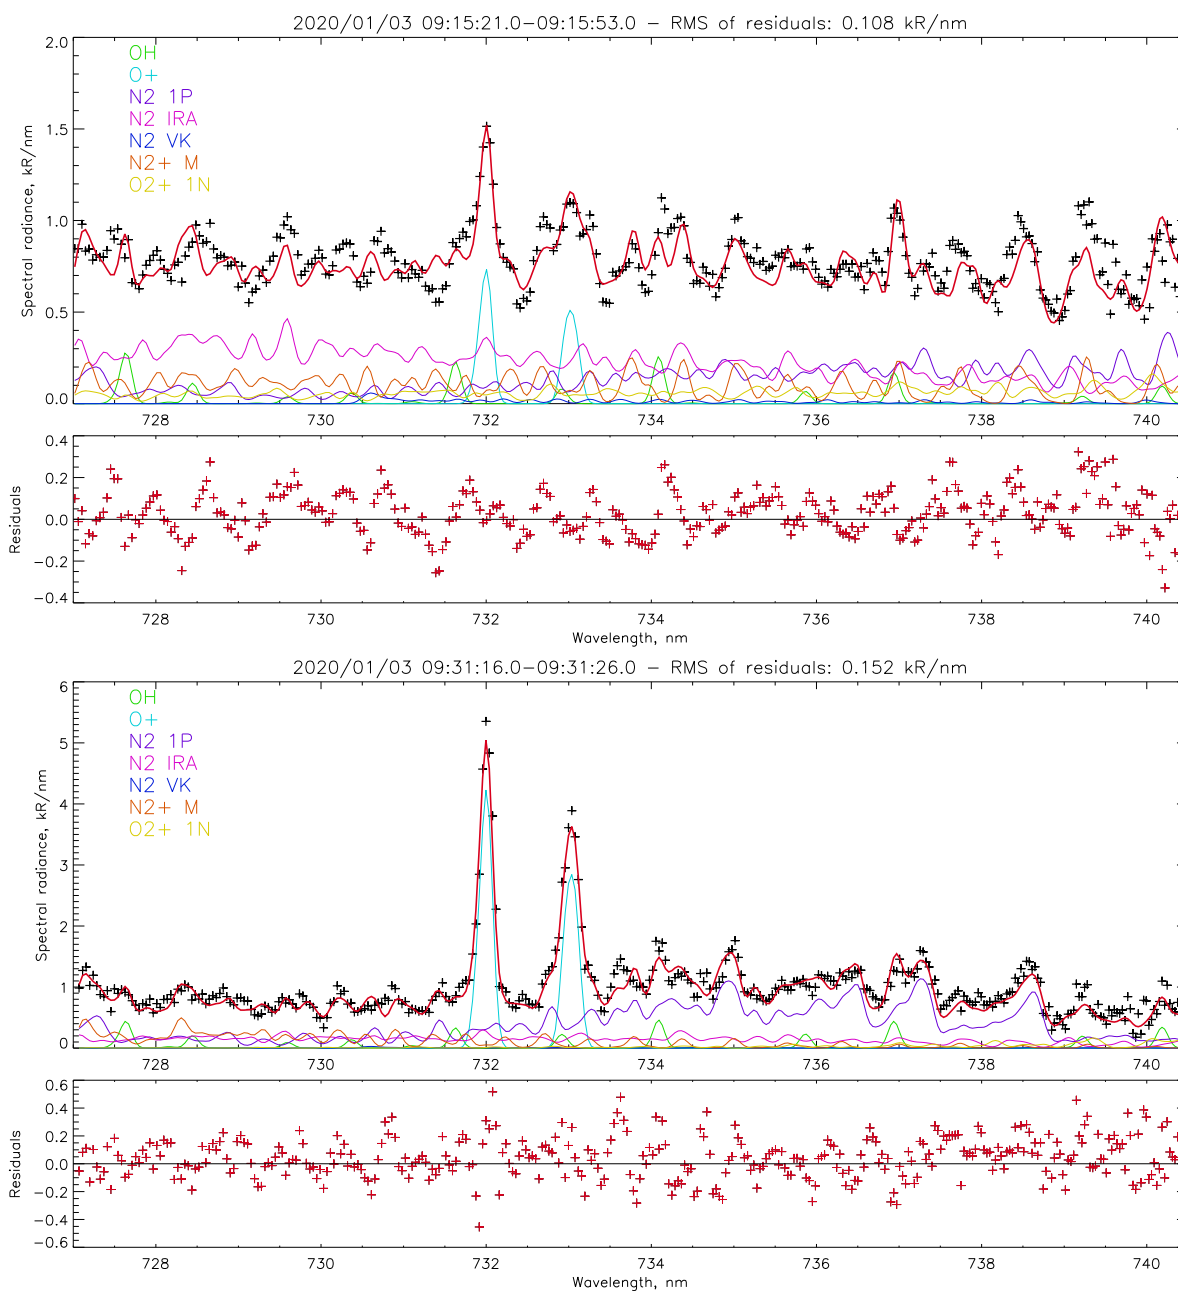 2020/01/03 09:15:21.0-09:15:53.0 - RMS of residuals: 0.108 kR/nm
2.0
1.5
1.0
0.5
0.0
Spectral radiance, kR/nm
OH
O+
N2 1P
N2 IRA
N2 VK
N2+ M
O2+ 1N
728 730 732 734 736 738 740
0.4
0.2
0.0
-0.2
-0.4
Residuals
728 730 732 734 736 738 740
Wavelength, nm
2020/01/03 09:31:16.0-09:31:26.0 - RMS of residuals: 0.152 kR/nm
6
5
4
3
2
1
0
Spectral radiance, kR/nm
OH
O+
N2 1P
N2 IRA
N2 VK
N2+ M
O2+ 1N
728 730 732 734 736 738 740
0.6
0.4
0.2
0.0
-0.2
-0.4
-0.6
Residuals
728 730 732 734 736 738 740
Wavelength, nm